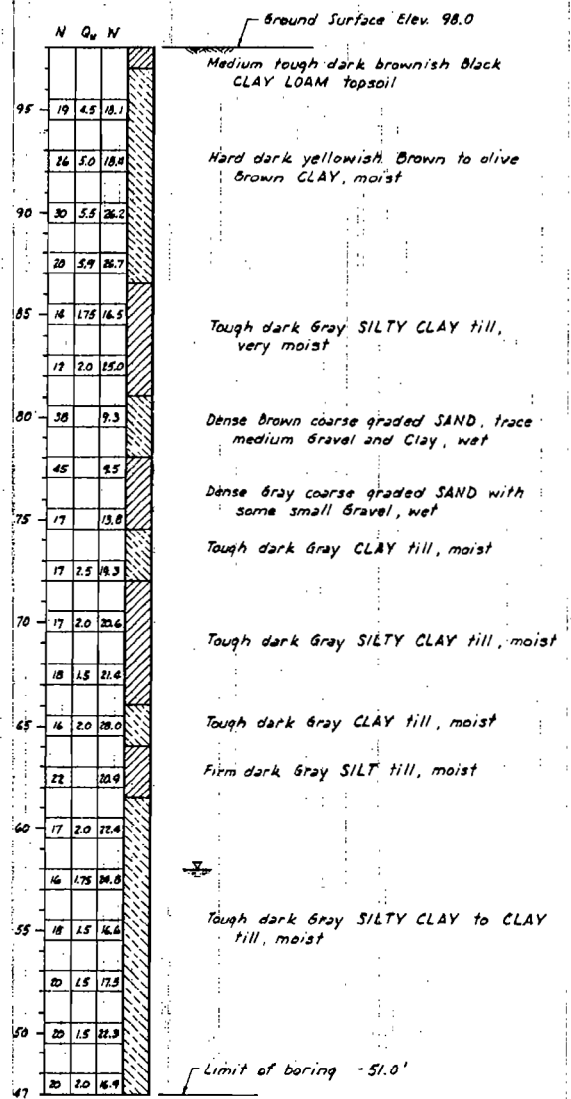 Ground Surface Elev. 98.0
N Qu W
Medium tough dark brownish Black
CLAY LOAM topsoil
95
19 4.5 18.1
26 5.0 18.4
Hard dark yellowish Brown to olive
Brown CLAY, moist
90
30 5.5 26.2
28 5.9 26.7
85
14 1.75 16.5
Tough dark Gray SILTY CLAY till,
very moist
12 2.0 25.0
80
38 9.3
Dense Brown coarse graded SAND, trace
medium Gravel and Clay, wet
45 9.5
Dense Gray coarse graded SAND with
some small Gravel, wet
75
17 13.8
Tough dark Gray CLAY till, moist
17 2.5 19.3
70
17 2.0 20.6
Tough dark Gray SILTY CLAY till, moist
18 1.5 21.4
65
16 2.0 28.0
Tough dark Gray CLAY till, moist
22 20.9
Firm dark Gray SILT till, moist
60
17 2.0 22.4
16 1.75 24.8
55
18 1.5 16.6
Tough dark Gray SILTY CLAY to CLAY
till, moist
20 1.5 17.5
50
20 1.5 22.3
Limit of boring - 51.0'
47
20 2.0 16.9